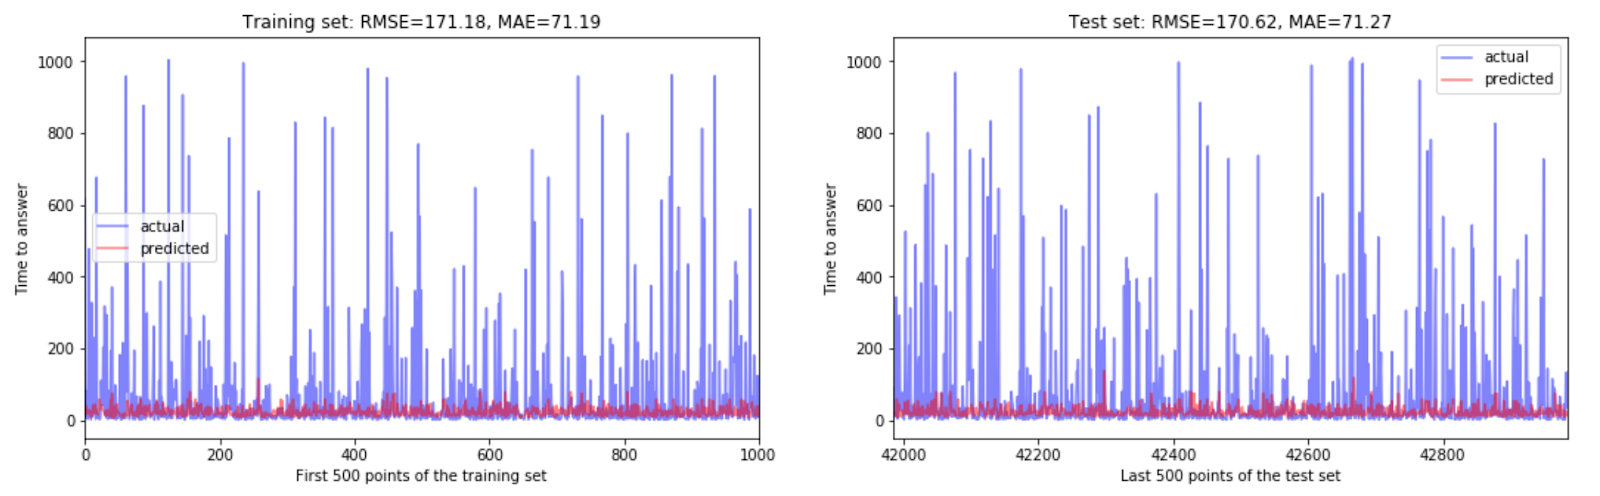 Training set: RMSE=171.18, MAE=71.19
1000
800
600
400
200
0
Time to answer
actual
predicted
0 200 400 600 800 1000
First 500 points of the training set
Test set: RMSE=170.62, MAE=71.27
1000
800
600
400
200
0
Time to answer
actual
predicted
42000 42200 42400 42600 42800
Last 500 points of the test set